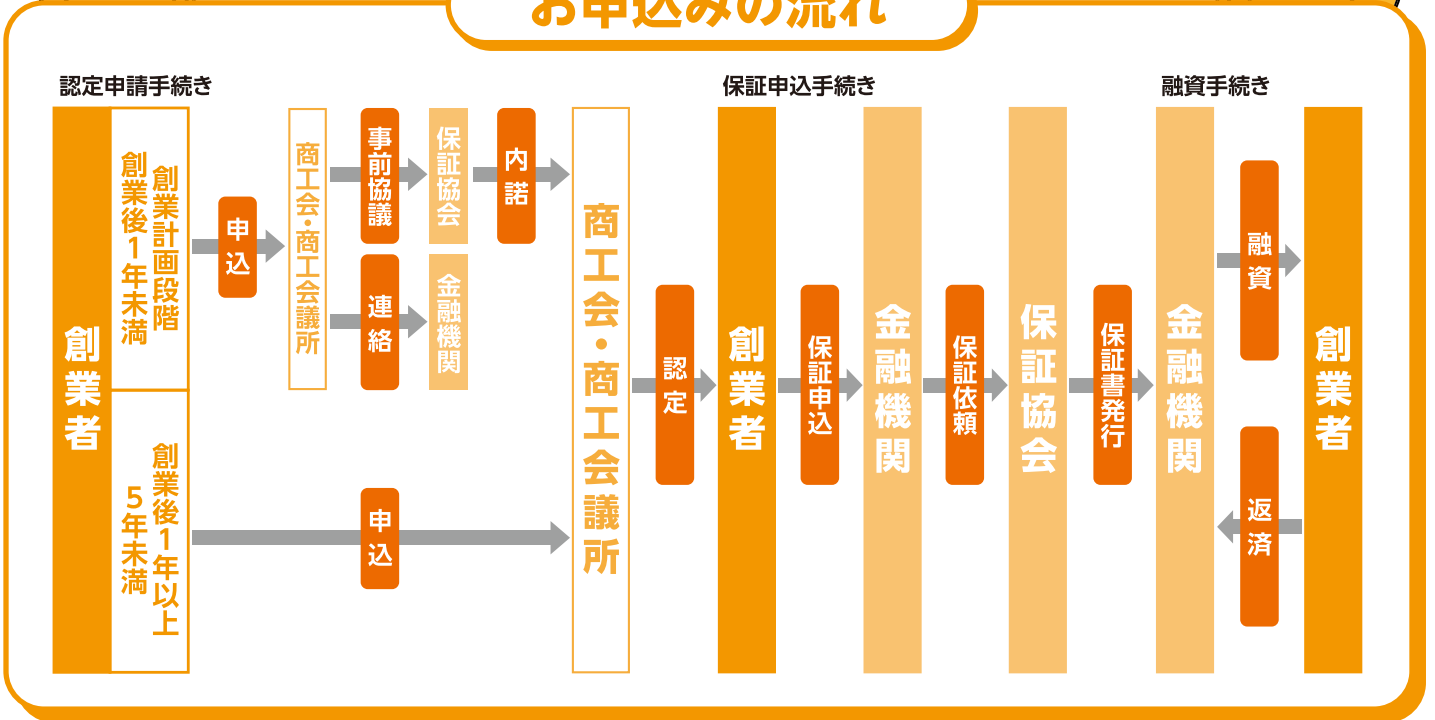 お申込みの流れ
認定申請手続き
創業者
創業計画段階
創業後1年未満
創業後1年以上
5年未満
申込
商工会・商工会議所
事前協議
保証協会
内諾
連絡
金融機関
申込
商工会・商工会議所
認定
保証申込手続き
創業者
保証申込
金融機関
保証依頼
保証協会
保証書発行
融資手続き
金融機関
融資
返済
創業者